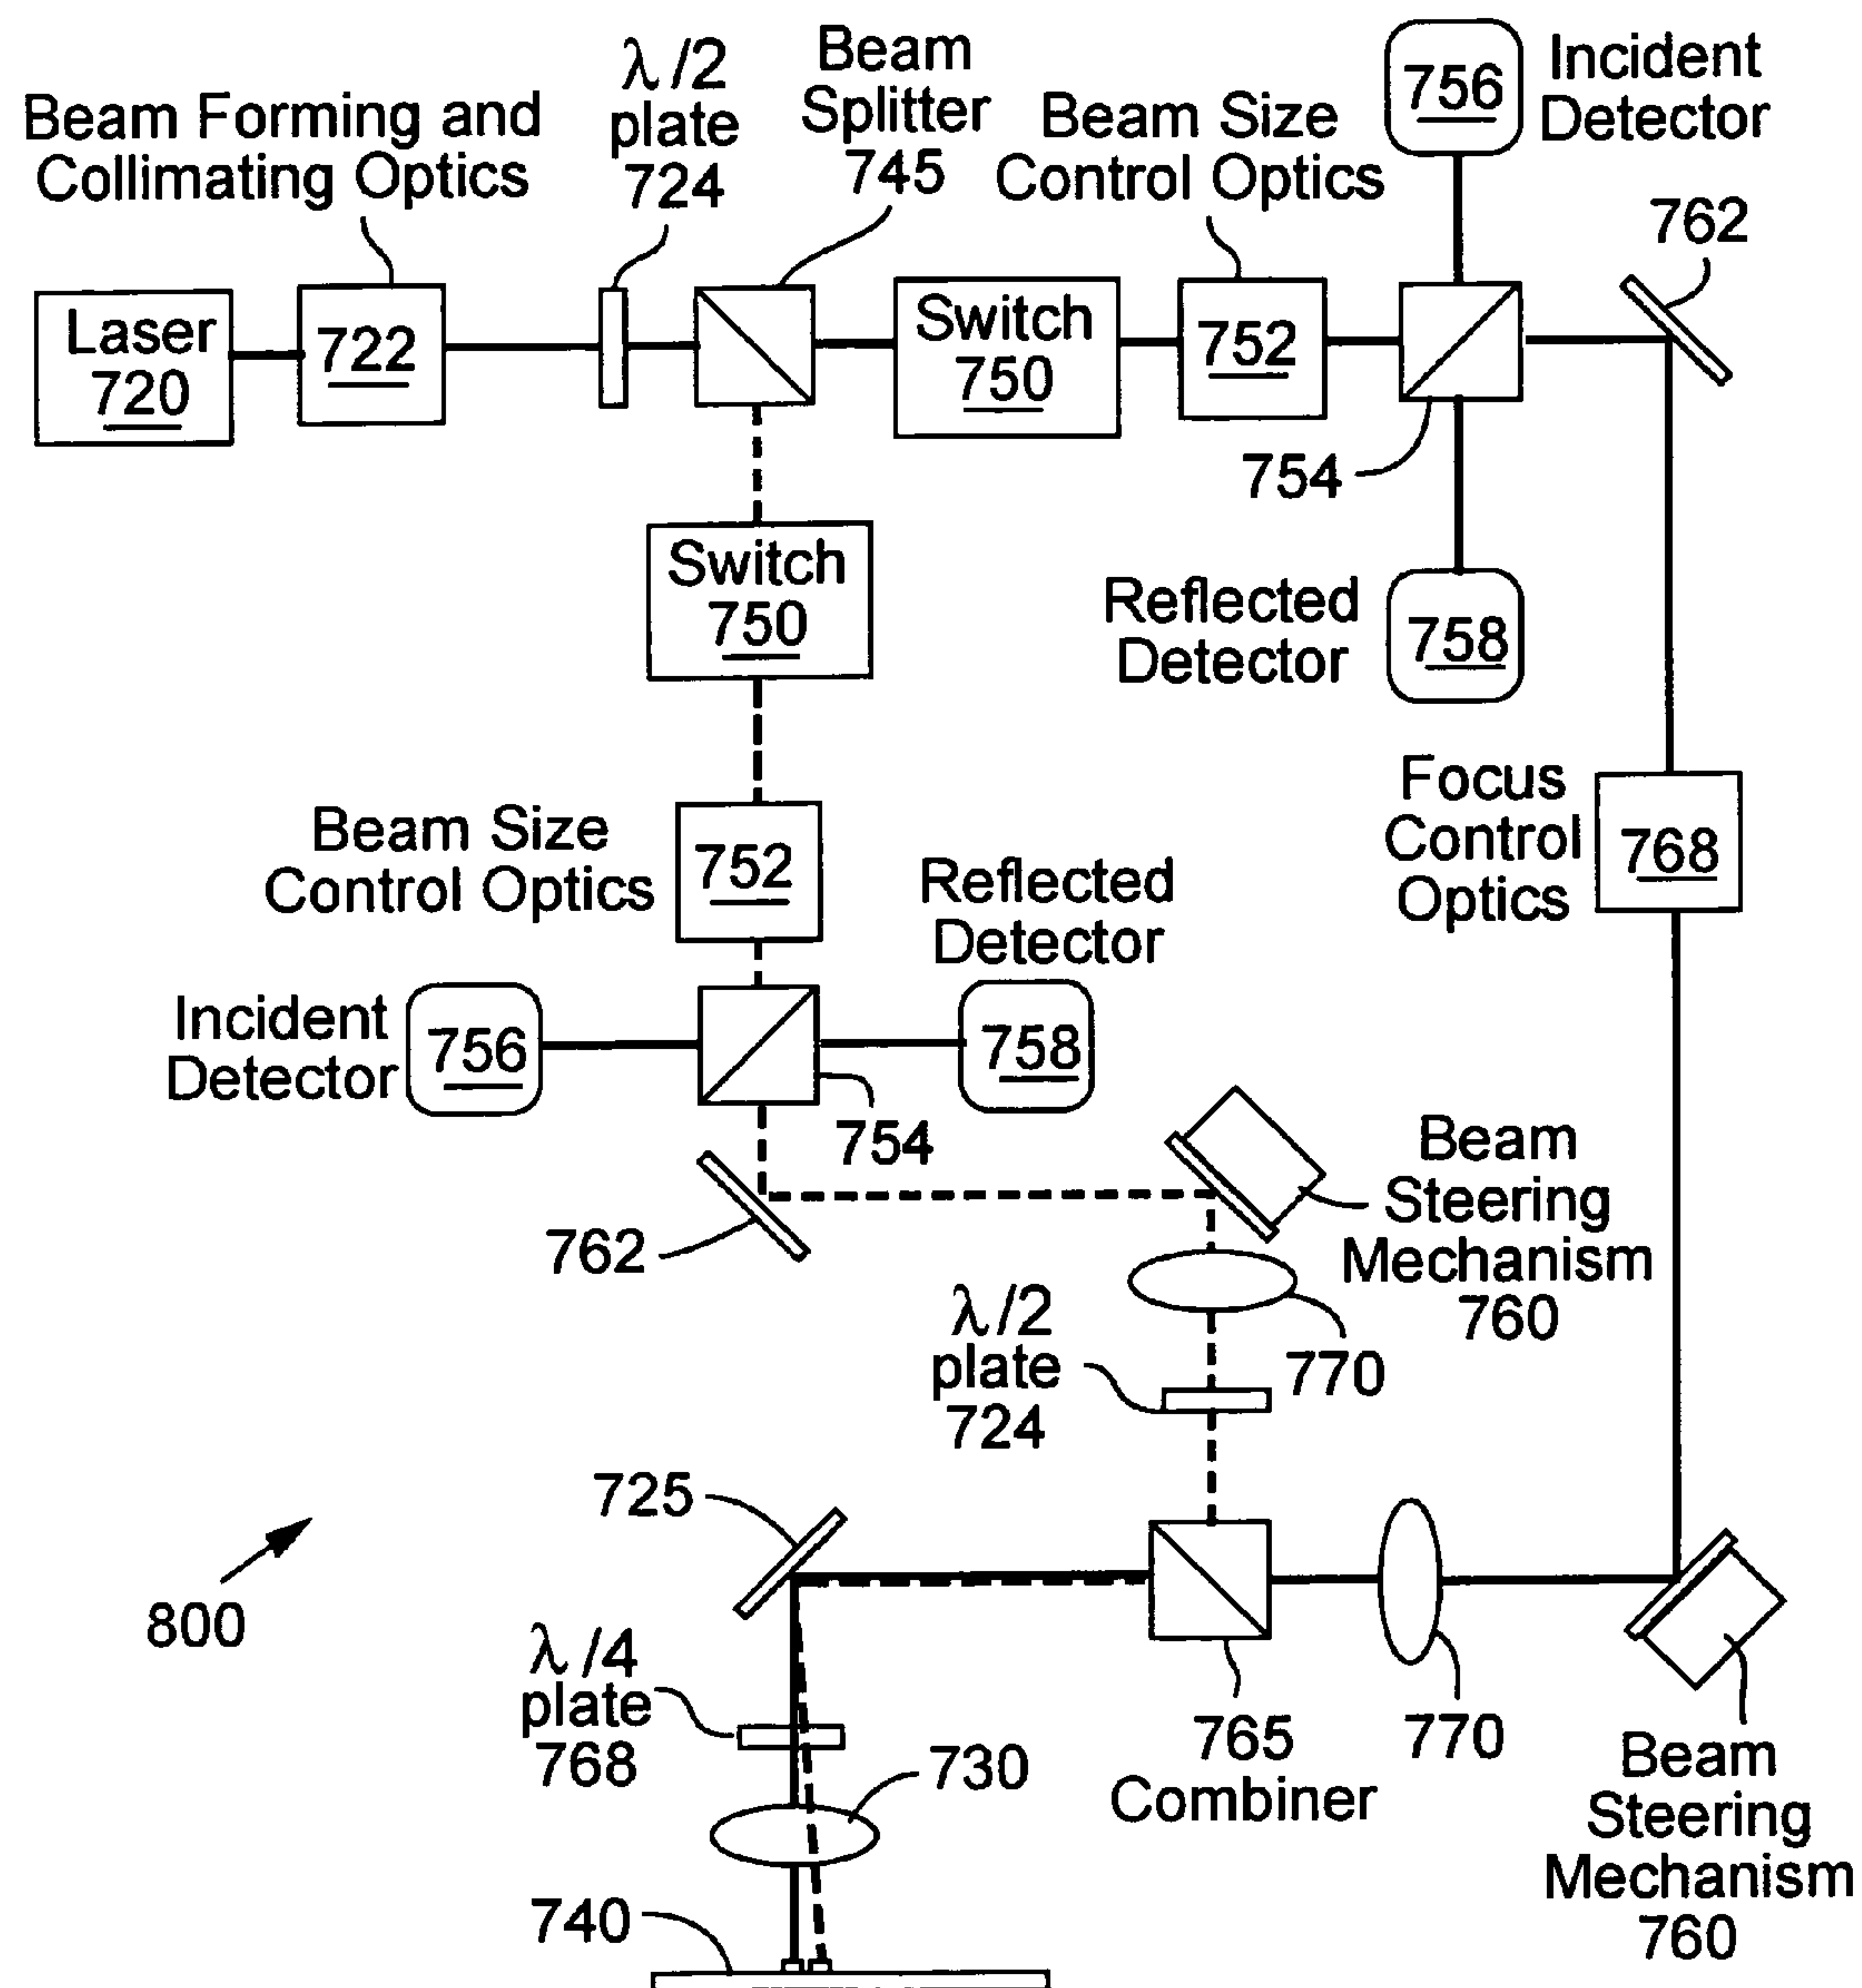 λ/2
plate
724
Beam
Splitter
745
Beam Forming and
Collimating Optics
Beam Size
Control Optics
756
Incident
Detector
762
Laser
720
722
Switch
750
752
754
Switch
750
Reflected
Detector
758
Focus
Control
Optics
768
Beam Size
Control Optics
752
Reflected
Detector
Incident
Detector
756
758
754
762
Beam
Steering
Mechanism
760
λ/2
plate
724
770
725
800
λ/4
plate
768
730
765
Combiner
770
Beam
Steering
Mechanism
760
740